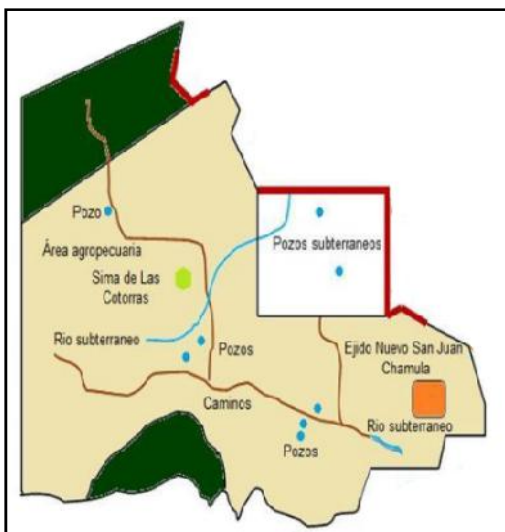 Pozo
Área agropecuaria
Sima de Las
Cotorras
Pozos subterraneos
Rio subterraneo
Pozos
Ejido Nuevo San Juan
Chamula
Caminos
Rio subterraneo
Pozos